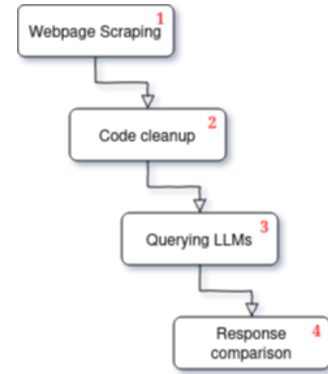 Webpage Scraping 1
Code cleanup 2
Querying LLMs 3
Response 4
comparison